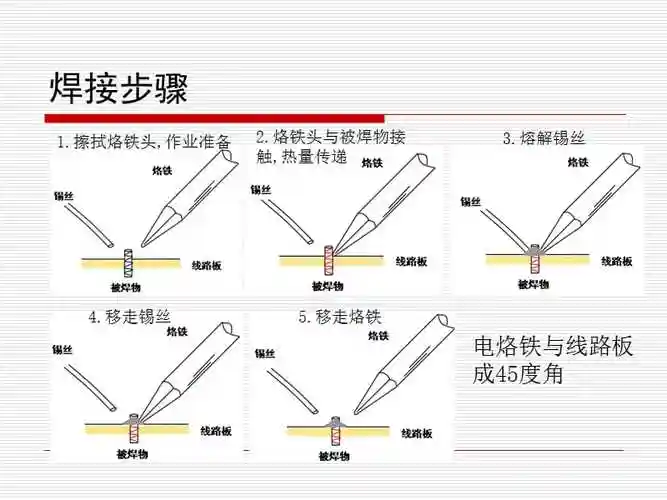 焊接步骤
1.擦拭烙铁头,作业准备
烙铁
锡丝
线路板
被焊物
2.烙铁头与被焊物接
触,热量传递
烙铁
锡丝
线路板
被焊物
3.熔解锡丝
烙铁
锡丝
线路板
被焊物
4.移走锡丝
烙铁
锡丝
线路板
被焊物
5.移走烙铁
烙铁
锡丝
线路板
被焊物
电烙铁与线路板
成45度角